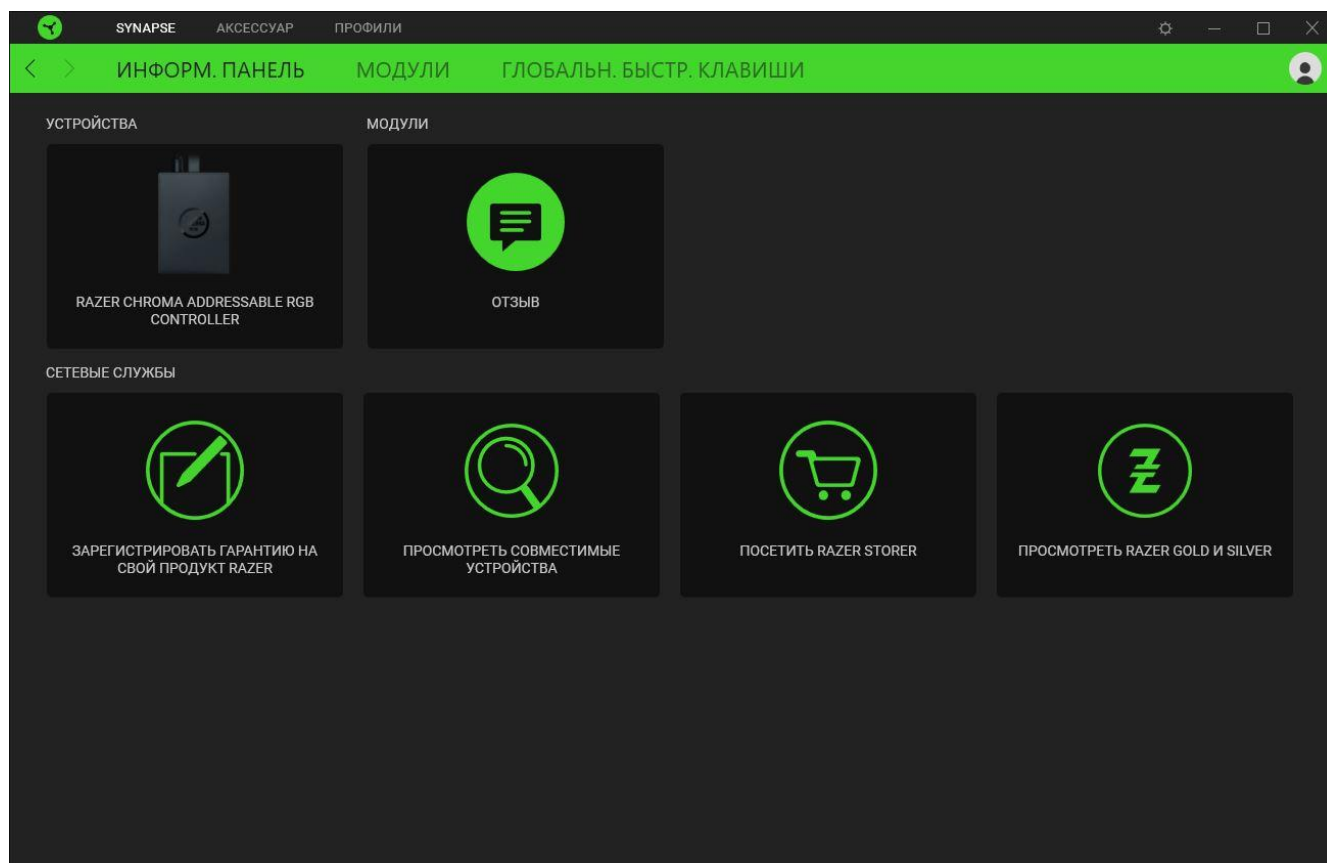 SYNAPSE АКСЕССУАР ПРОФИЛИ
ИНФОРМ. ПАНЕЛЬ МОДУЛИ ГЛОБАЛЬН. БЫСТР. КЛАВИШИ
УСТРОЙСТВА МОДУЛИ
RAZER CHROMA ADDRESSABLE RGB
CONTROLLER
ОТЗЫВ
СЕТЕВЫЕ СЛУЖБЫ
ЗАРЕГИСТРИРОВАТЬ ГАРАНТИЮ НА
СВОЙ ПРОДУКТ RAZER
ПРОСМОТРЕТЬ СОВМЕСТИМЫЕ
УСТРОЙСТВА
ПОСЕТИТЬ RAZER STORER
ПРОСМОТРЕТЬ RAZER GOLD И SILVER